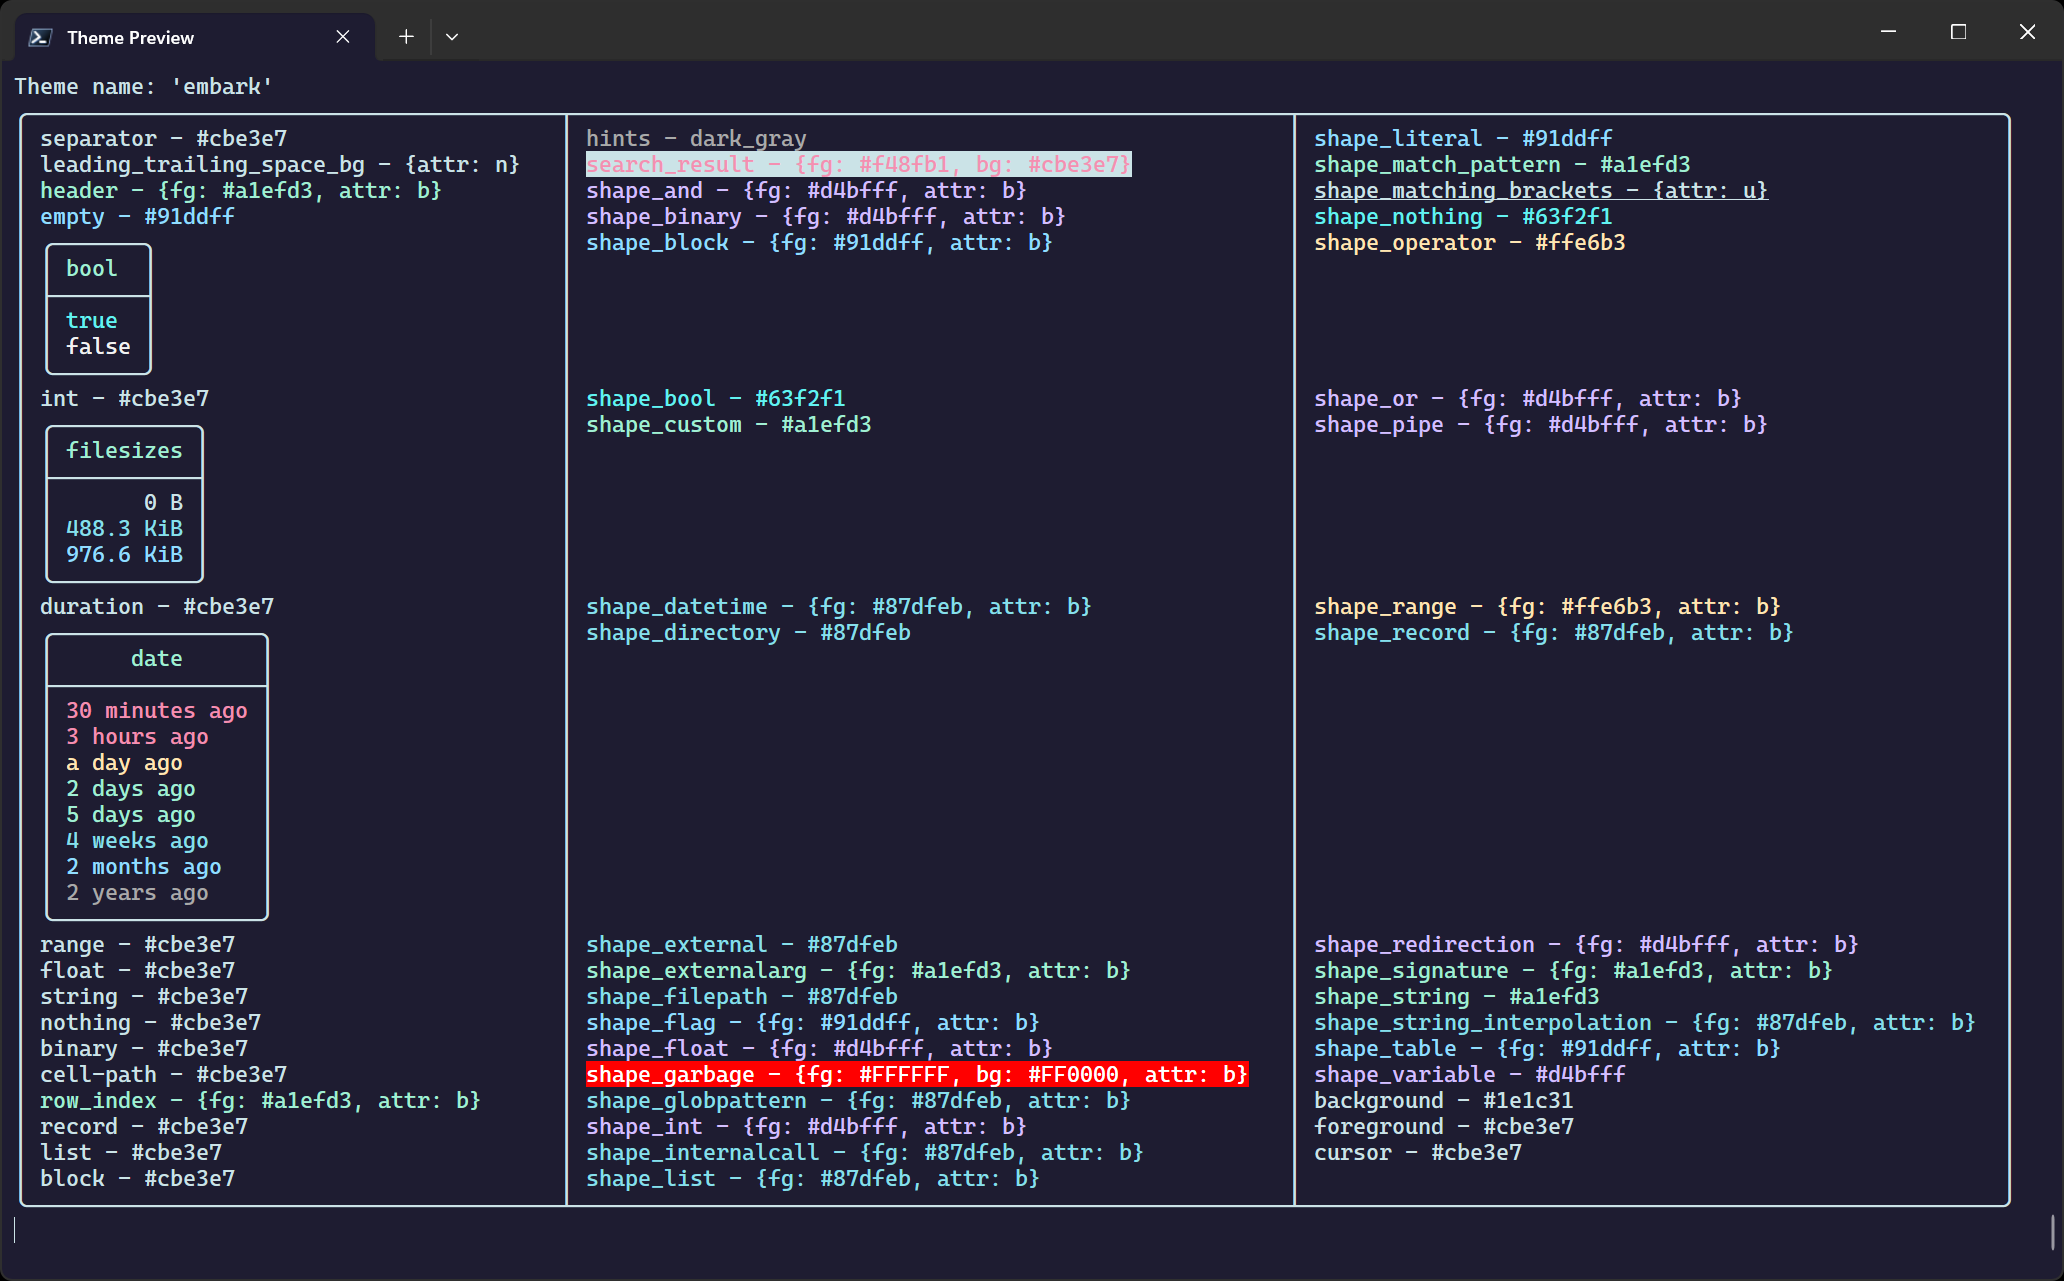 Theme Preview
Theme name: 'embark'
separator - #cbe3e7
leading_trailing_space_bg - {attr: n}
header - {fg: #a1efd3, attr: b}
empty - #91ddff
bool
true
false
int - #cbe3e7
filesizes
0 B
488.3 KiB
976.6 KiB
duration - #cbe3e7
date
30 minutes ago
3 hours ago
a day ago
2 days ago
5 days ago
4 weeks ago
2 months ago
2 years ago
range - #cbe3e7
float - #cbe3e7
string - #cbe3e7
nothing - #cbe3e7
binary - #cbe3e7
cell-path - #cbe3e7
row_index - {fg: #a1efd3, attr: b}
record - #cbe3e7
list - #cbe3e7
block - #cbe3e7
hints - dark_gray
search_result - {fg: #f48fb1, bg: #cbe3e7}
shape_and - {fg: #d4bfff, attr: b}
shape_binary - {fg: #d4bfff, attr: b}
shape_block - {fg: #91ddff, attr: b}
shape_bool - #63f2f1
shape_custom - #a1efd3
shape_datetime - {fg: #87dfeb, attr: b}
shape_directory - #87dfeb
shape_external - #87dfeb
shape_externalarg - {fg: #a1efd3, attr: b}
shape_filepath - #87dfeb
shape_flag - {fg: #91ddff, attr: b}
shape_float - {fg: #d4bfff, attr: b}
shape_garbage - {fg: #FFFFFF, bg: #FF0000, attr: b}
shape_globpattern - {fg: #87dfeb, attr: b}
shape_int - {fg: #d4bfff, attr: b}
shape_internalcall - {fg: #87dfeb, attr: b}
shape_list - {fg: #87dfeb, attr: b}
shape_literal - #91ddff
shape_match_pattern - #a1efd3
shape_matching_brackets - {attr: u}
shape_nothing - #63f2f1
shape_operator - #ffe6b3
shape_or - {fg: #d4bfff, attr: b}
shape_pipe - {fg: #d4bfff, attr: b}
shape_range - {fg: #ffe6b3, attr: b}
shape_record - {fg: #87dfeb, attr: b}
shape_redirection - {fg: #d4bfff, attr: b}
shape_signature - {fg: #a1efd3, attr: b}
shape_string - #a1efd3
shape_string_interpolation - {fg: #87dfeb, attr: b}
shape_table - {fg: #91ddff, attr: b}
shape_variable - #d4bfff
background - #1e1c31
foreground - #cbe3e7
cursor - #cbe3e7